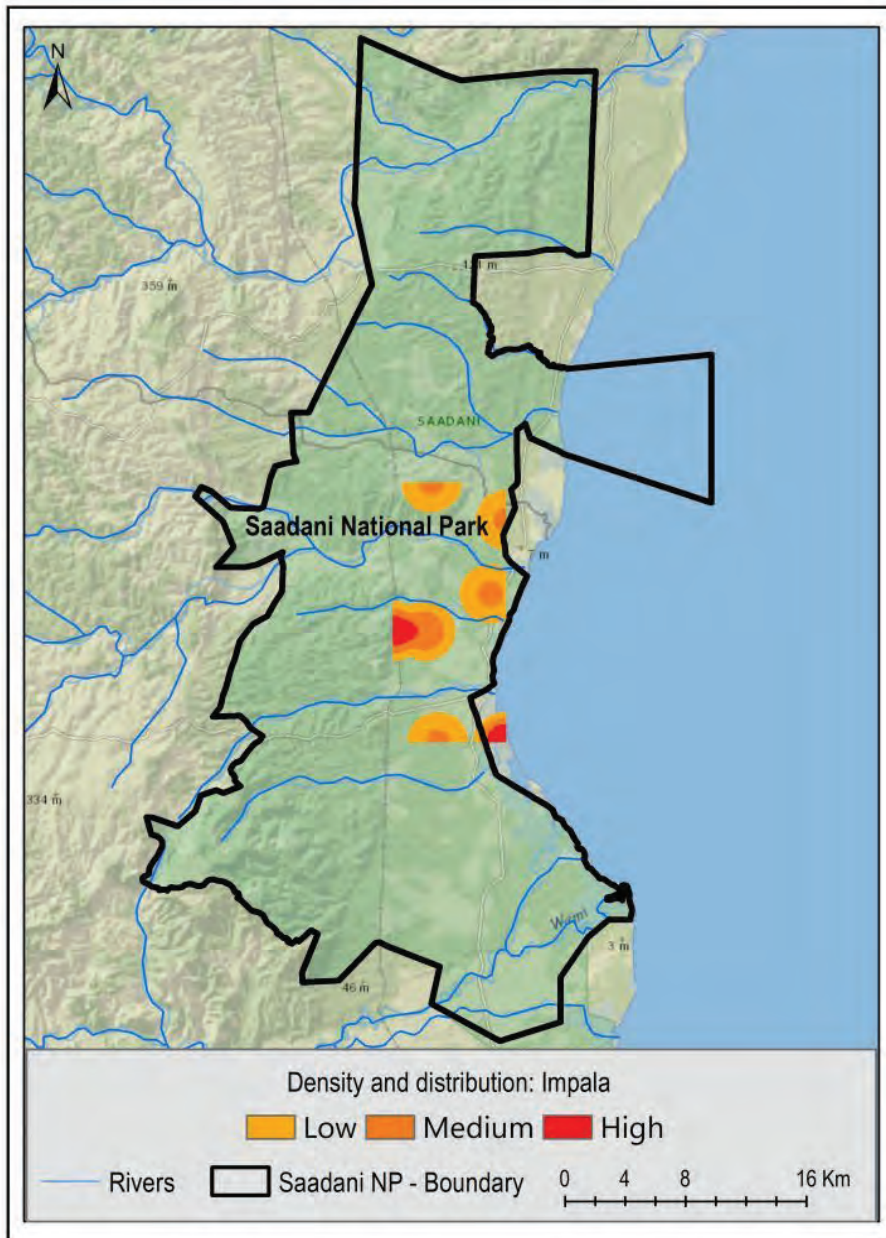 N
121 m
359 m
SAADANI
Saadani National Park
7 m
334 m
Wami
3 m
46 m
Density and distribution: Impala
Low Medium High
Rivers Saadani NP - Boundary
0 4 8 16 Km